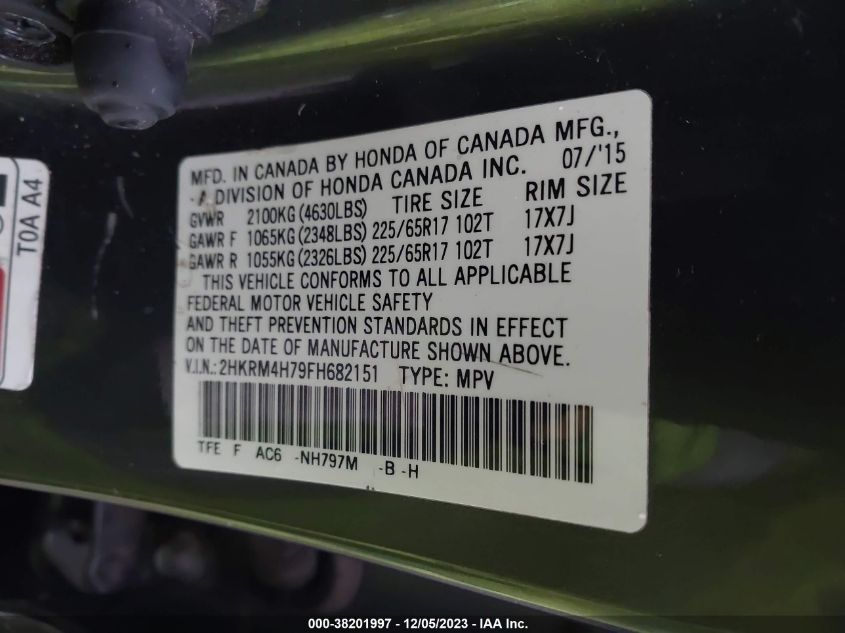 MFD. IN CANADA BY HONDA OF CANADA MFG.,
-A DIVISION OF HONDA CANADA INC. 07/'15
GVWR 2100KG (4630LBS) TIRE SIZE RIM SIZE
GAWR F 1065KG (2348LBS) 225/65R17 102T 17X7J
GAWR R 1055KG (2326LBS) 225/65R17 102T 17X7J
THIS VEHICLE CONFORMS TO ALL APPLICABLE
FEDERAL MOTOR VEHICLE SAFETY
AND THEFT PREVENTION STANDARDS IN EFFECT
ON THE DATE OF MANUFACTURE SHOWN ABOVE.
V.I.N.: 2HKRM4H79FH682151 TYPE: MPV
TFE F AC6 -NH797M -B -H
T0A A4
000-38201997 - 12/05/2023 - IAA Inc.